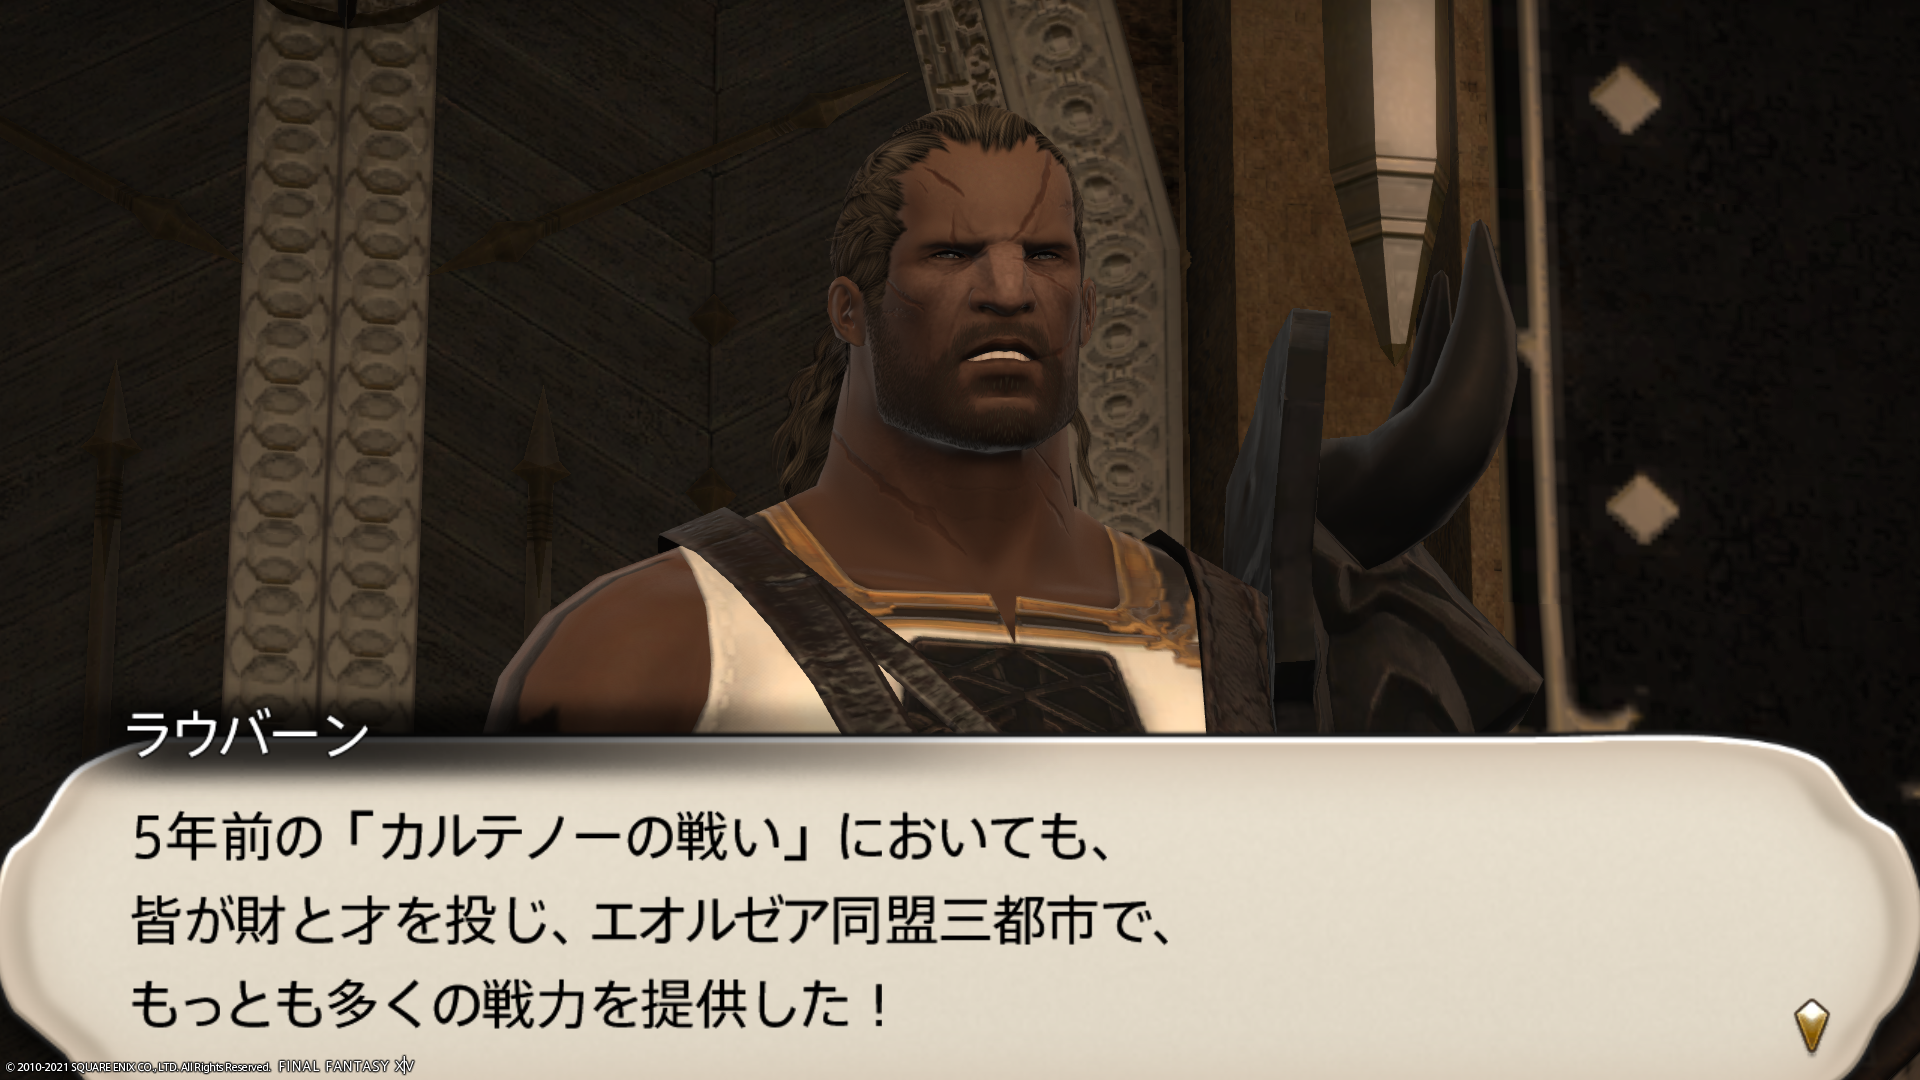 ラウバーン
5年前の「カルテノーの戦い」においても、
皆が財と才を投じ、エオルゼア同盟三都市で、
もっとも多くの戦力を提供した！
© 2010-2021 SQUARE ENIX CO., LTD. All Rights Reserved. FINAL FANTASY XIV